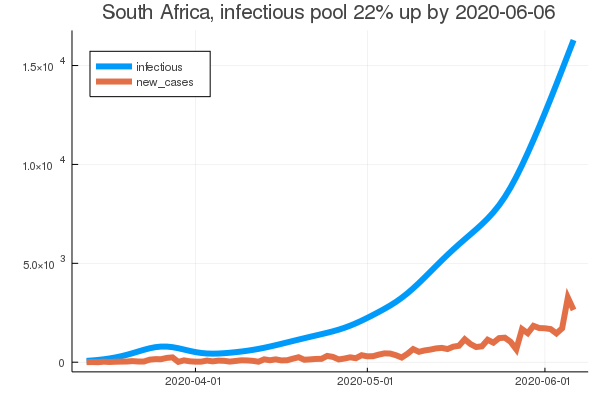 South Africa, infectious pool 22% up by 2020-06-06
infectious
new_cases
1.5×10⁴
1.0×10⁴
5.0×10³
0
2020-04-01
2020-05-01
2020-06-01